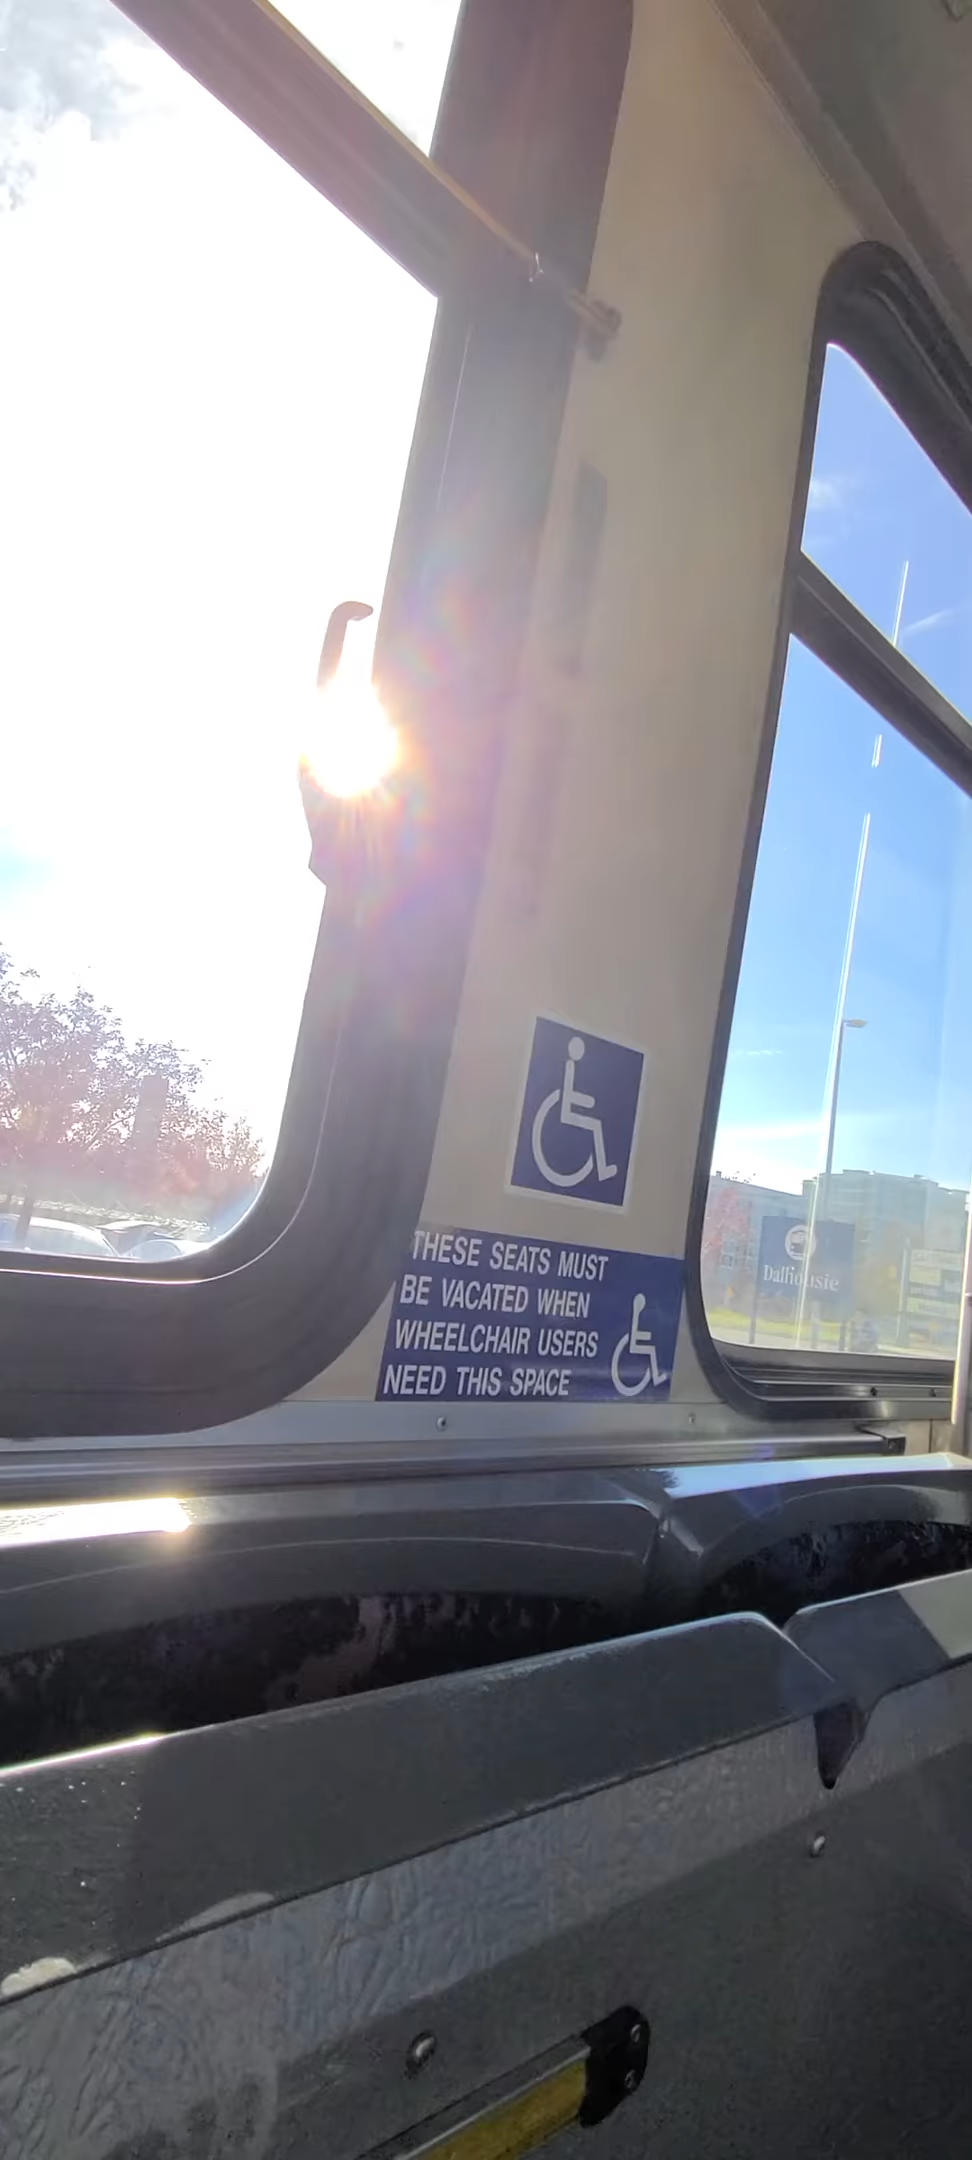 THESE SEATS MUST
BE VACATED WHEN
WHEELCHAIR USERS
NEED THIS SPACE
Dalhousie